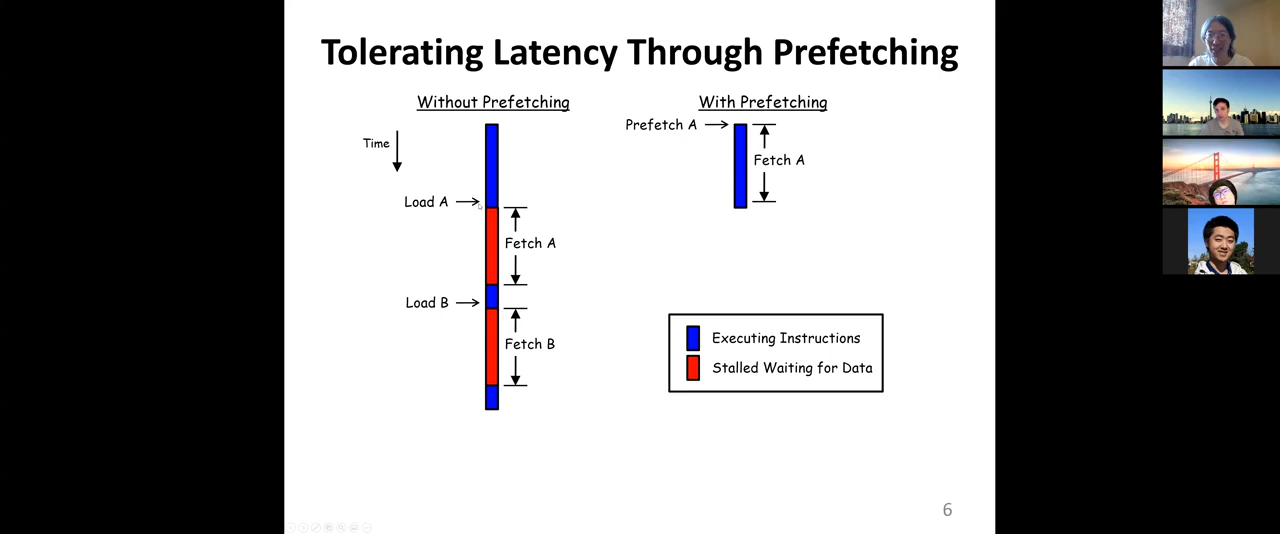 Tolerating Latency Through Prefetching
Without Prefetching
With Prefetching
Time
Load A
Fetch A
Load B
Fetch B
Prefetch A
Fetch A
Executing Instructions
Stalled Waiting for Data
6